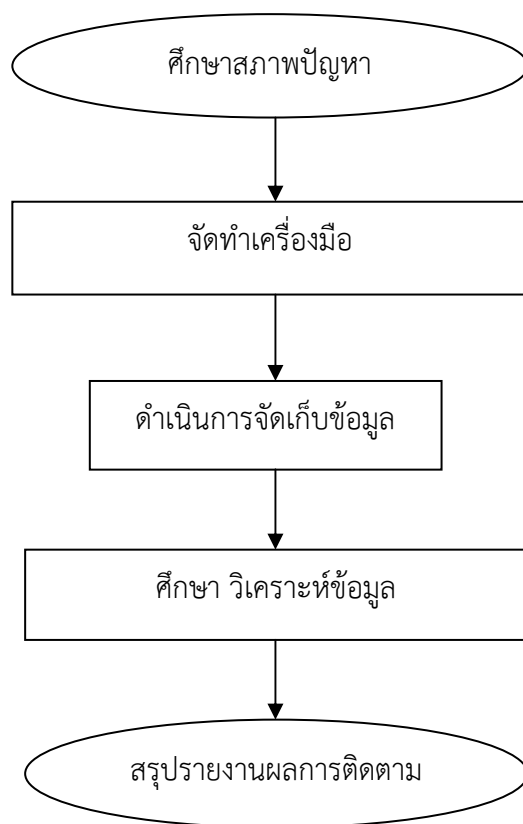 ศึกษาสภาพปัญหา
จัดทำเครื่องมือ
ดำเนินการจัดเก็บข้อมูล
ศึกษา วิเคราะห์ข้อมูล
สรุปรายงานผลการติดตาม